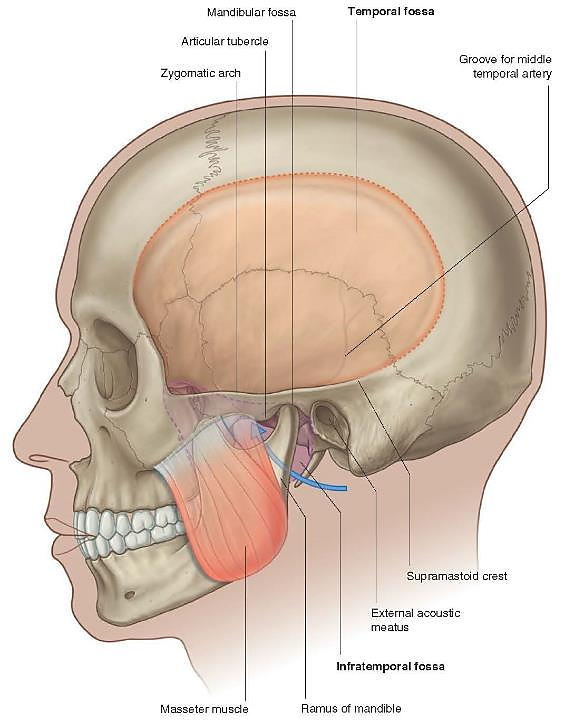 Mandibular fossa
Temporal fossa
Articular tubercle
Groove for middle
temporal artery
Zygomatic arch
Supramastoid crest
External acoustic
meatus
Infratemporal fossa
Masseter muscle
Ramus of mandible